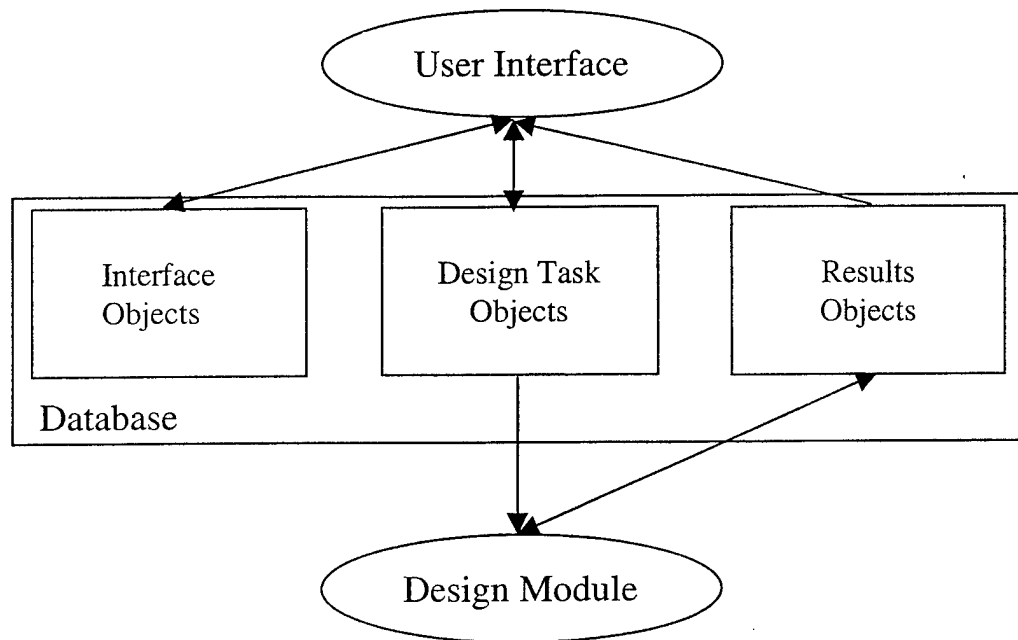 User Interface
Interface
Objects
Design Task
Objects
Results
Objects
Database
Design Module